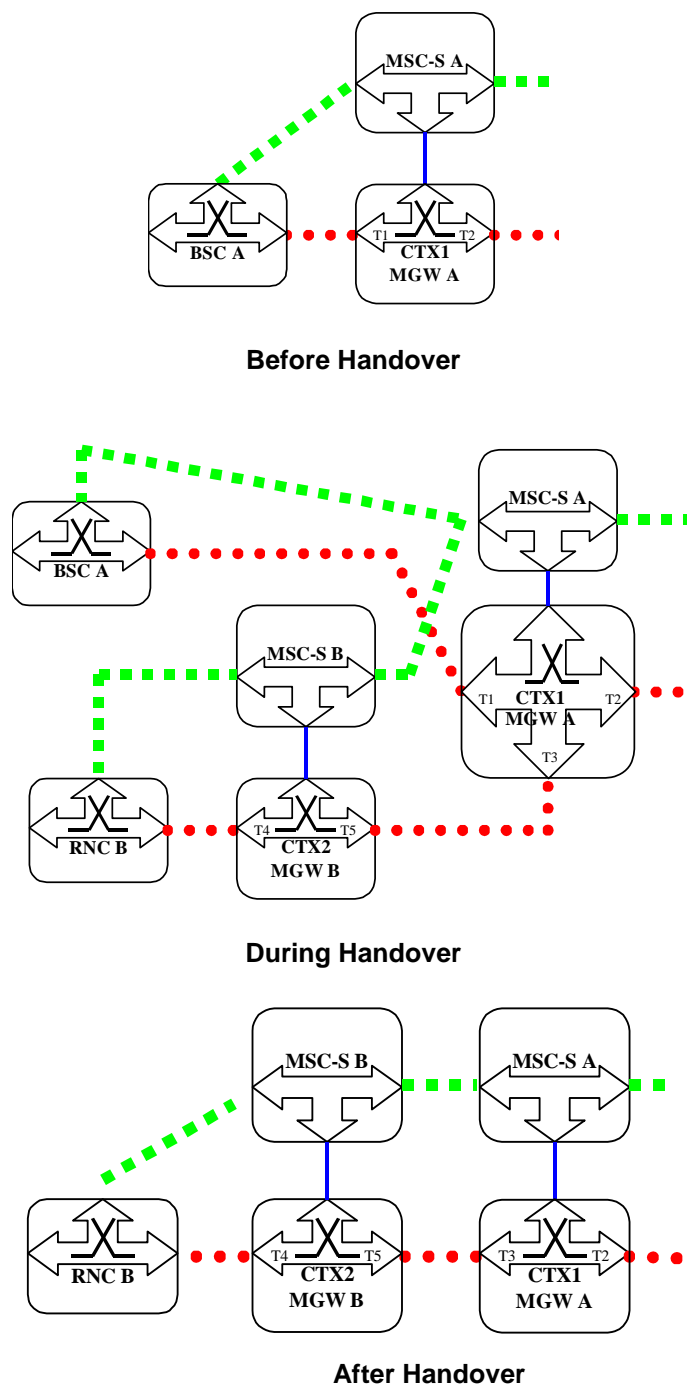 MSC-S A
BSC A
T1
CTX1
T2
MGW A
Before Handover
MSC-S A
BSC A
MSC-S B
T1
CTX1
T2
MGW A
T3
RNC B
T4
CTX2
T5
MGW B
During Handover
MSC-S B
MSC-S A
RNC B
T4
CTX2
T5
MGW B
T3
CTX1
T2
MGW A
After Handover